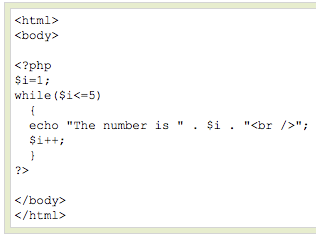 <html>
<body>

<?php
$i=1;
while($i<=5)
  {
  echo "The number is " . $i . "<br />";
  $i++;
  }
?>

</body>
</html>